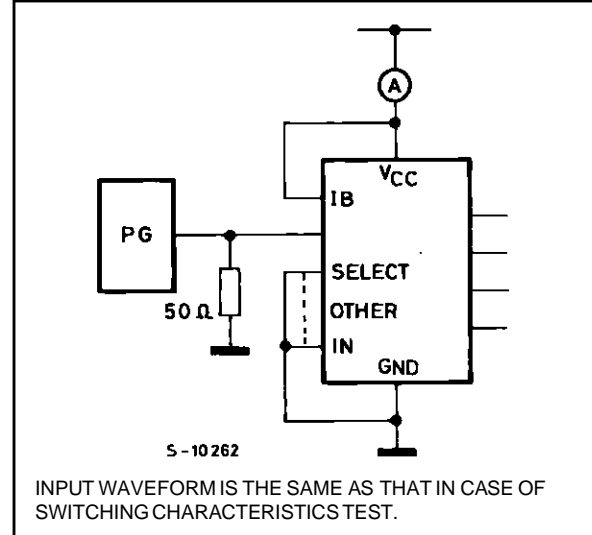 A
VCC
IB
PG
SELECT
50 Ω
OTHER
IN
GND
S-10262
INPUT WAVEFORM IS THE SAME AS THAT IN CASE OF
SWITCHING CHARACTERISTICS TEST.